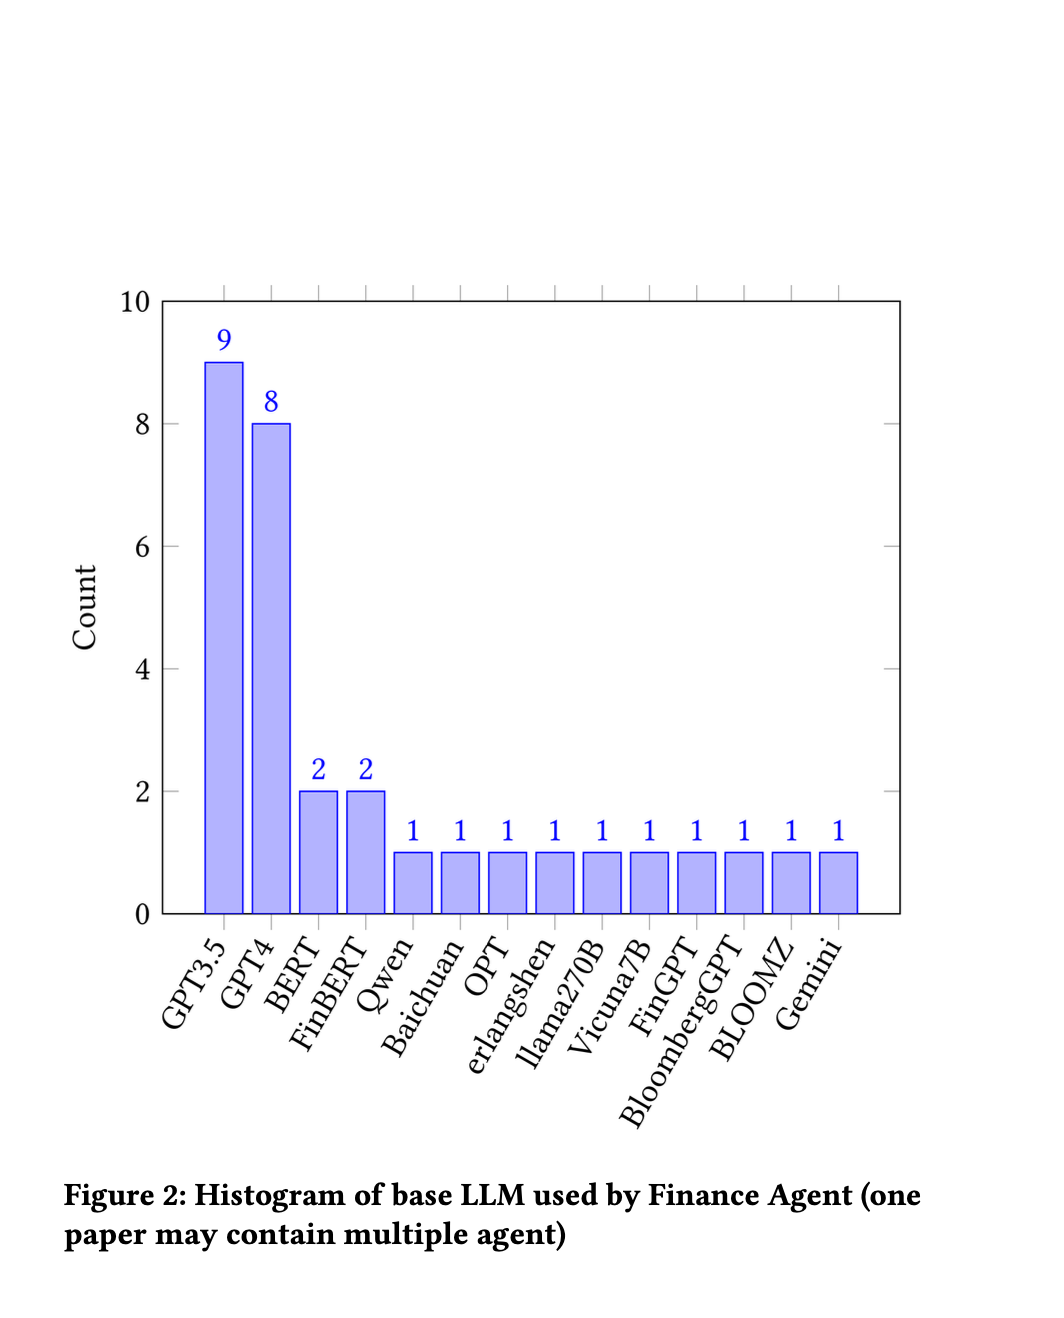 10
8
6
4
2
0
Count
9
8
2
2
1
1
1
1
1
1
1
1
1
1
GPT3.5
GPT4
BERT
FinBERT
Qwen
Baichuan
OPT
erlangshen
llama270B
Vicuna7B
FinGPT
BloombergGPT
BLOOMZ
Gemini
Figure 2: Histogram of base LLM used by Finance Agent (one
paper may contain multiple agent)